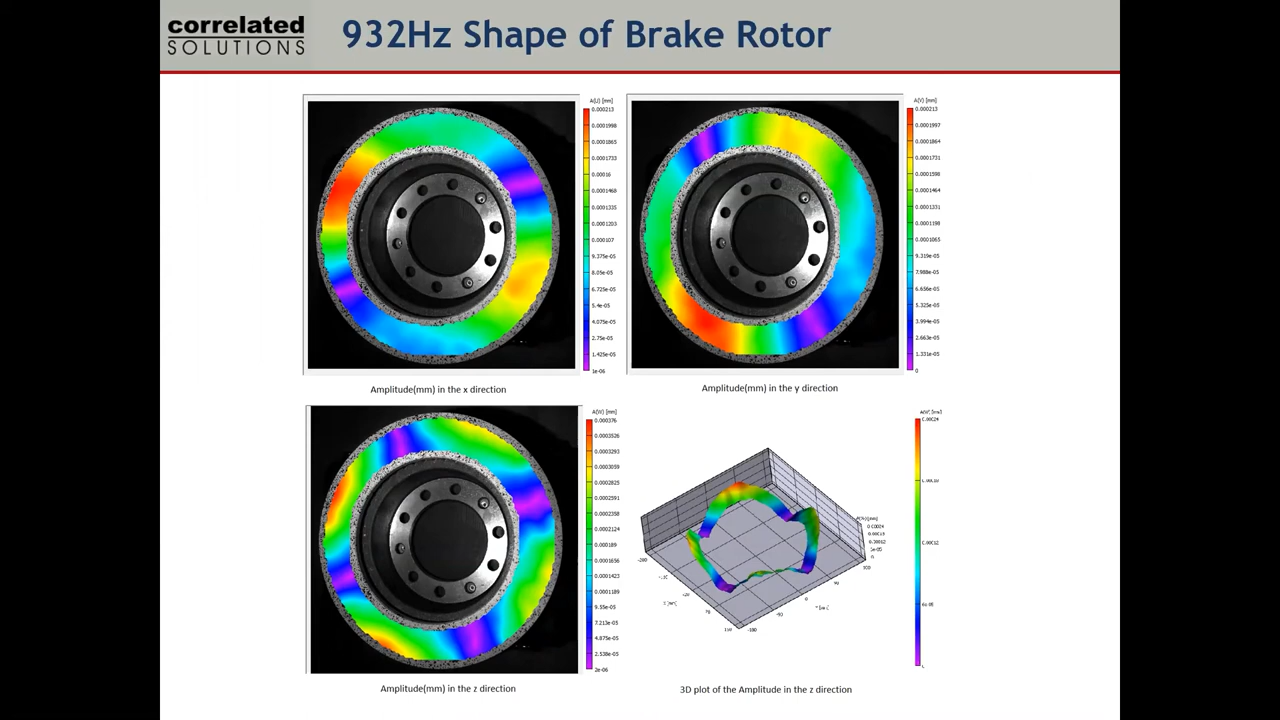 correlated
SOLUTIONS
932Hz Shape of Brake Rotor
A(U) [mm]
0.000213
0.0001998
0.0001865
0.0001733
0.00016
0.0001468
0.0001335
0.0001203
0.000107
9.375e-05
8.05e-05
6.725e-05
5.4e-05
4.075e-05
2.75e-05
1.425e-05
1e-06
A(V) [mm]
0.000213
0.0001997
0.0001864
0.0001731
0.0001598
0.0001464
0.0001331
0.0001198
0.0001065
9.319e-05
7.988e-05
6.656e-05
5.325e-05
3.994e-05
2.663e-05
1.331e-05
0
Amplitude(mm) in the x direction
Amplitude(mm) in the y direction
A(W) [mm]
0.000376
0.0003526
0.0003293
0.0003059
0.0002825
0.0002591
0.0002358
0.0002124
0.000189
0.0001656
0.0001423
0.0001189
9.55e-05
7.213e-05
4.875e-05
2.538e-05
2e-06
Amplitude(mm) in the z direction
3D plot of the Amplitude in the z direction